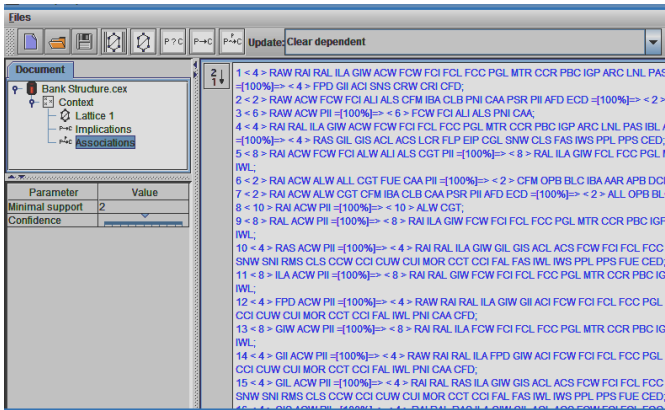 Files
P?C
P→C
P-∕→C
Update: Clear dependent
Document
Bank Structure.cex
Context
Lattice 1
Implications
Associations
Parameter Value
Minimal support 2
Confidence
1 < 4 > RAW RAI RAL ILA GIW ACW FCW FCI FCL FCC PGL MTR CCR PBC IGP ARC LNL PAS
=[100%]=> < 4 > FPD GII ACI SNS CRW CRI CFD;
2 < 2 > RAW ACW FCW FCI ALI ALS CFM IBA CLB PNI CAA PSR PII AFD ECD =[100%]=> < 2 >
3 < 6 > RAW ACW PII =[100%]=> < 6 > FCW FCI ALI ALS PNI CAA;
4 < 4 > RAI RAL ILA GIW ACW FCW FCI FCL FCC PGL MTR CCR PBC IGP ARC LNL PAS IBL
=[100%]=> < 4 > RAS GIL GIS ACL ACS LCR FLP EIP CGL SNW CLS FAS IWS PPL PPS CED;
5 < 8 > RAI ACW FCW FCI ALW ALI ALS CGT PII =[100%]=> < 8 > RAL ILA GIW FCL FCC PGL
IWL;
6 < 2 > RAI ACW ALW ALL CGT FUE CAA PII =[100%]=> < 2 > CFM OPB BLC IBA AAR APB
7 < 2 > RAI ACW ALW CGT CFM IBA CLB CAA PSR PII AFD ECD =[100%]=> < 2 > ALL OPB
8 < 10 > RAI ACW PII =[100%]=> < 10 > ALW CGT;
9 < 8 > RAL ACW PII =[100%]=> < 8 > RAI ILA GIW FCW FCI FCL FCC PGL MTR CCR PBC IGP
IWL;
10 < 4 > RAS ACW PII =[100%]=> < 4 > RAI RAL ILA GIW GIL GIS ACL ACS FCW FCI FCL FCC
SNW SNI RMS CLS CCW CCI CUW CUI MOR CCT CCI FAL FAS IWL IWS PPL PPS FUE CED;
11 < 8 > ILA ACW PII =[100%]=> < 8 > RAI RAL GIW FCW FCI FCL FCC PGL MTR CCR PBC
IWL;
12 < 4 > FPD ACW PII =[100%]=> < 4 > RAW RAI RAL ILA GIW GII ACI FCW FCI FCL FCC PGL
CCI CUW CUI MOR CCT CCI FAL IWL PNI CAA CFD;
13 < 8 > GIW ACW PII =[100%]=> < 8 > RAI RAL ILA FCW FCI FCL FCC PGL MTR CCR PBC
IWL;
14 < 4 > GII ACW PII =[100%]=> < 4 > RAW RAI RAL ILA FPD GIW ACI FCW FCI FCL FCC PGL
CCI CUW CUI MOR CCT CCI FAL IWL PNI CAA CFD;
15 < 4 > GIL ACW PII =[100%]=> < 4 > RAI RAL RAS ILA GIW GIS ACL ACS FCW FCI FCL FCC
SNW SNI RMS CLS CCW CCI CUW CUI MOR CCT CCI FAL FAS IWL IWS PPL PPS FUE CED;